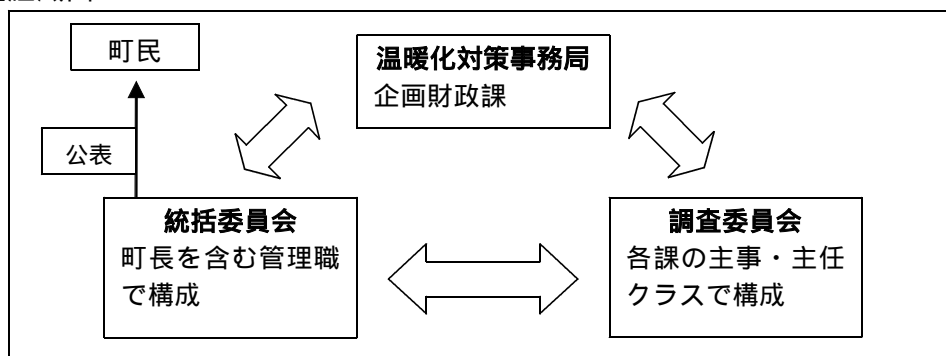 町民
温暖化対策事務局
企画財政課
公表
統括委員会
町長を含む管理職
で構成
調査委員会
各課の主事・主任
クラスで構成